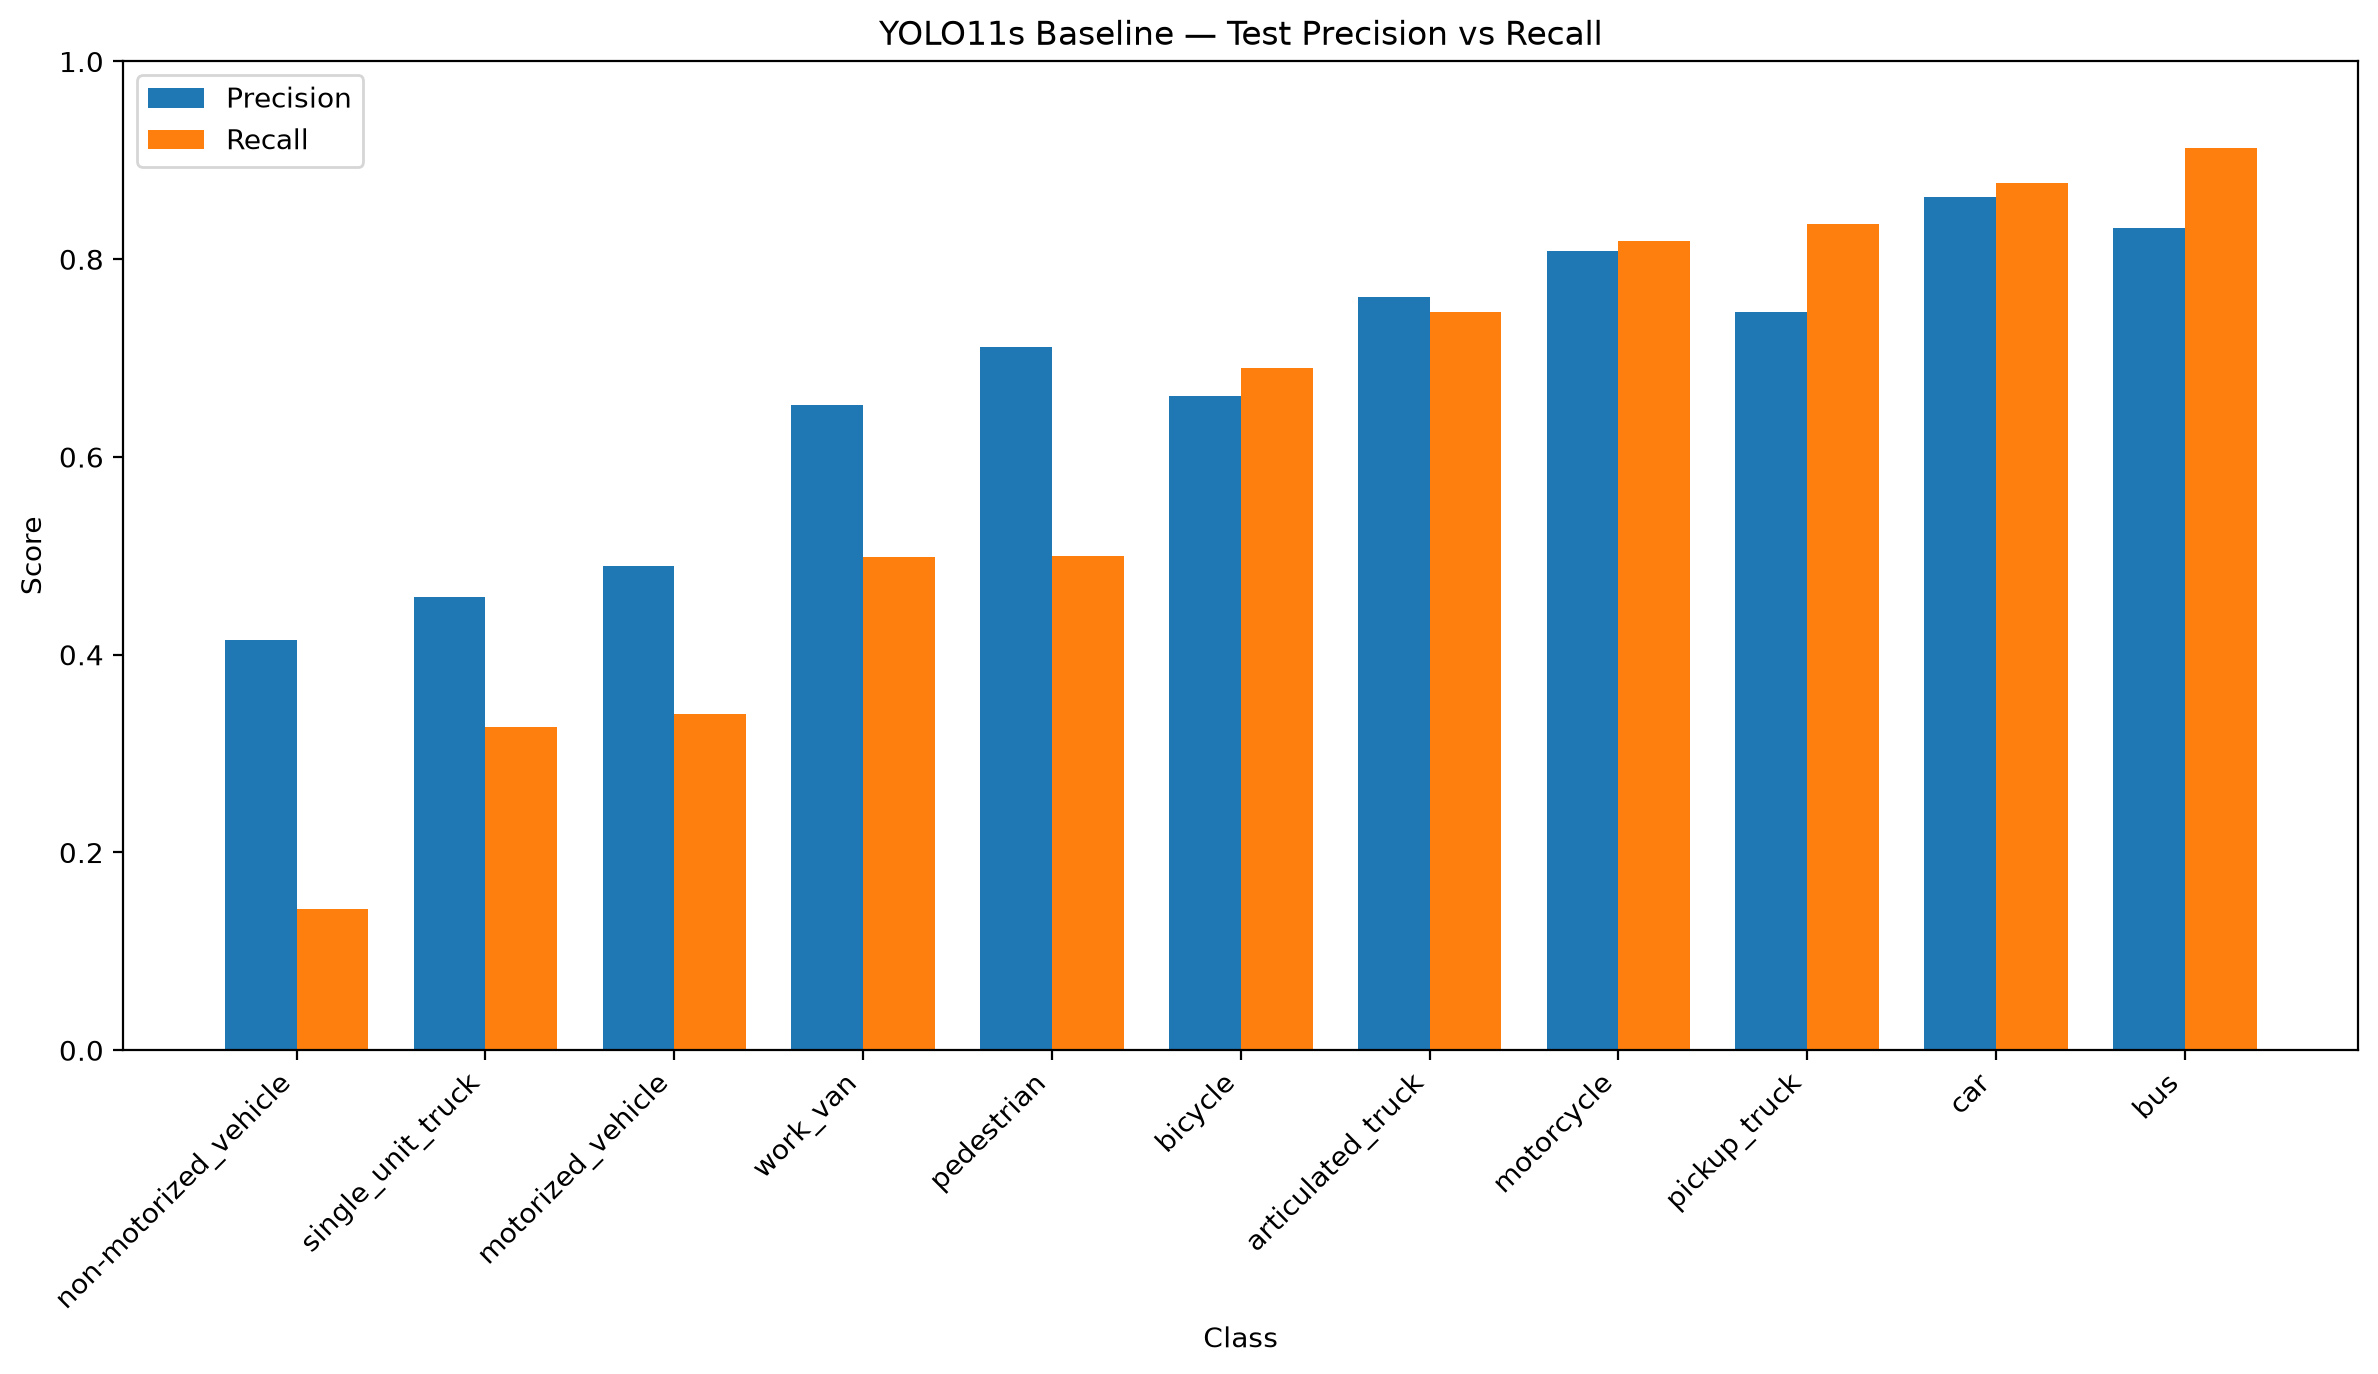 YOLO11s Baseline — Test Precision vs Recall
Precision
Recall
1.0
0.8
0.6
0.4
0.2
0.0
Score
non-motorized_vehicle
single_unit_truck
motorized_vehicle
work_van
pedestrian
bicycle
articulated_truck
motorcycle
pickup_truck
car
bus
Class